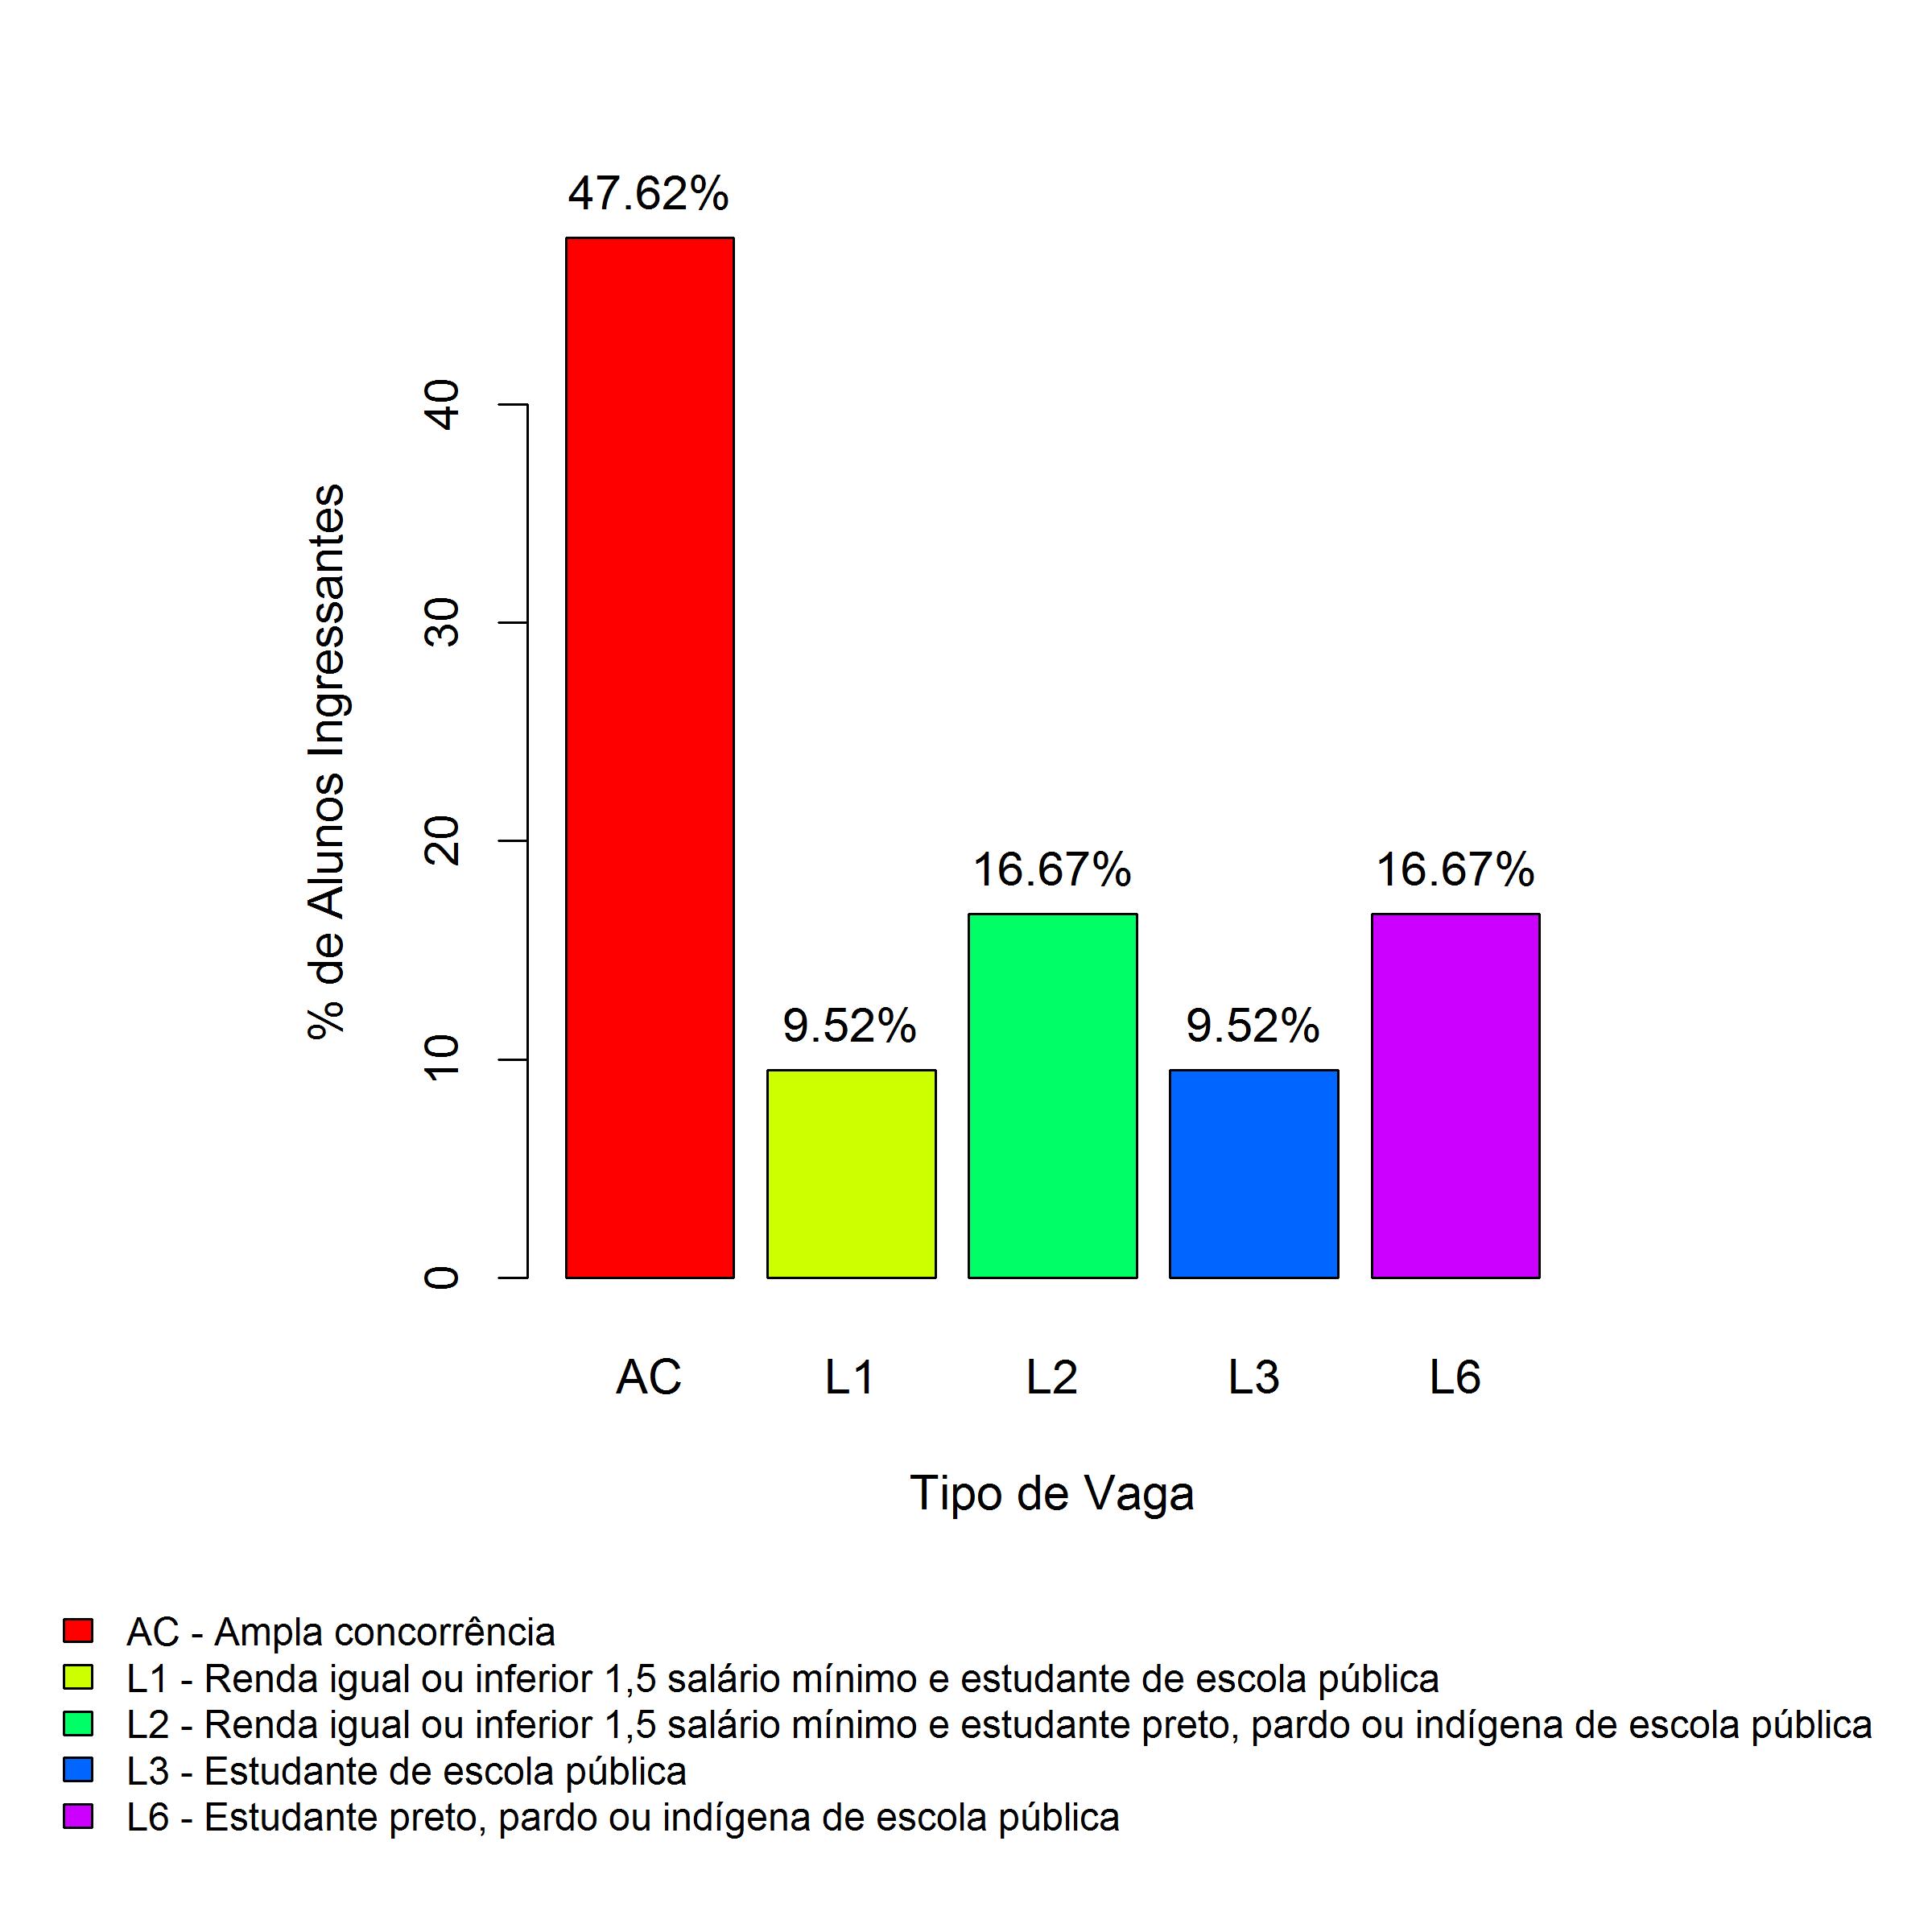 47.62%
40
30
20
10
0
% de Alunos Ingressantes
9.52%
16.67%
9.52%
16.67%
AC L1 L2 L3 L6
Tipo de Vaga
AC - Ampla concorrência
L1 - Renda igual ou inferior 1,5 salário mínimo e estudante de escola pública
L2 - Renda igual ou inferior 1,5 salário mínimo e estudante preto, pardo ou indígena de escola pública
L3 - Estudante de escola pública
L6 - Estudante preto, pardo ou indígena de escola pública